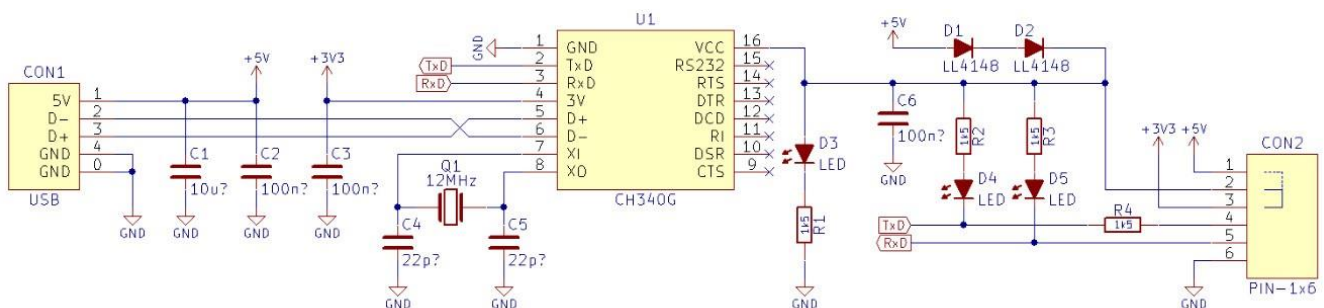 CON1
5V 1
D- 2
D+ 3
GND 4
GND 0
USB
+5V
+3V3
C1
10u?
C2
100n?
C3
100n?
GND
GND
GND
GND
TxD
RxD
GND
U1
1 GND
2 TxD
3 RxD
4 3V
5 D+
6 D-
7 XI
8 XO
VCC 16
RS232 15
RTS 14
DTR 13
DCD 12
RI 11
DSR 10
CTS 9
CH340G
Q1
12MHz
C4
22p?
C5
22p?
GND
GND
D3
LED
R1
1k5
GND
+5V
D1
LL4148
D2
LL4148
C6
100n?
GND
R2
1k5
R3
1k5
D4
LED
D5
LED
TxD
RxD
R4
1k5
+3V3
+5V
CON2
1
2
3
4
5
6
PIN-1x6
GND